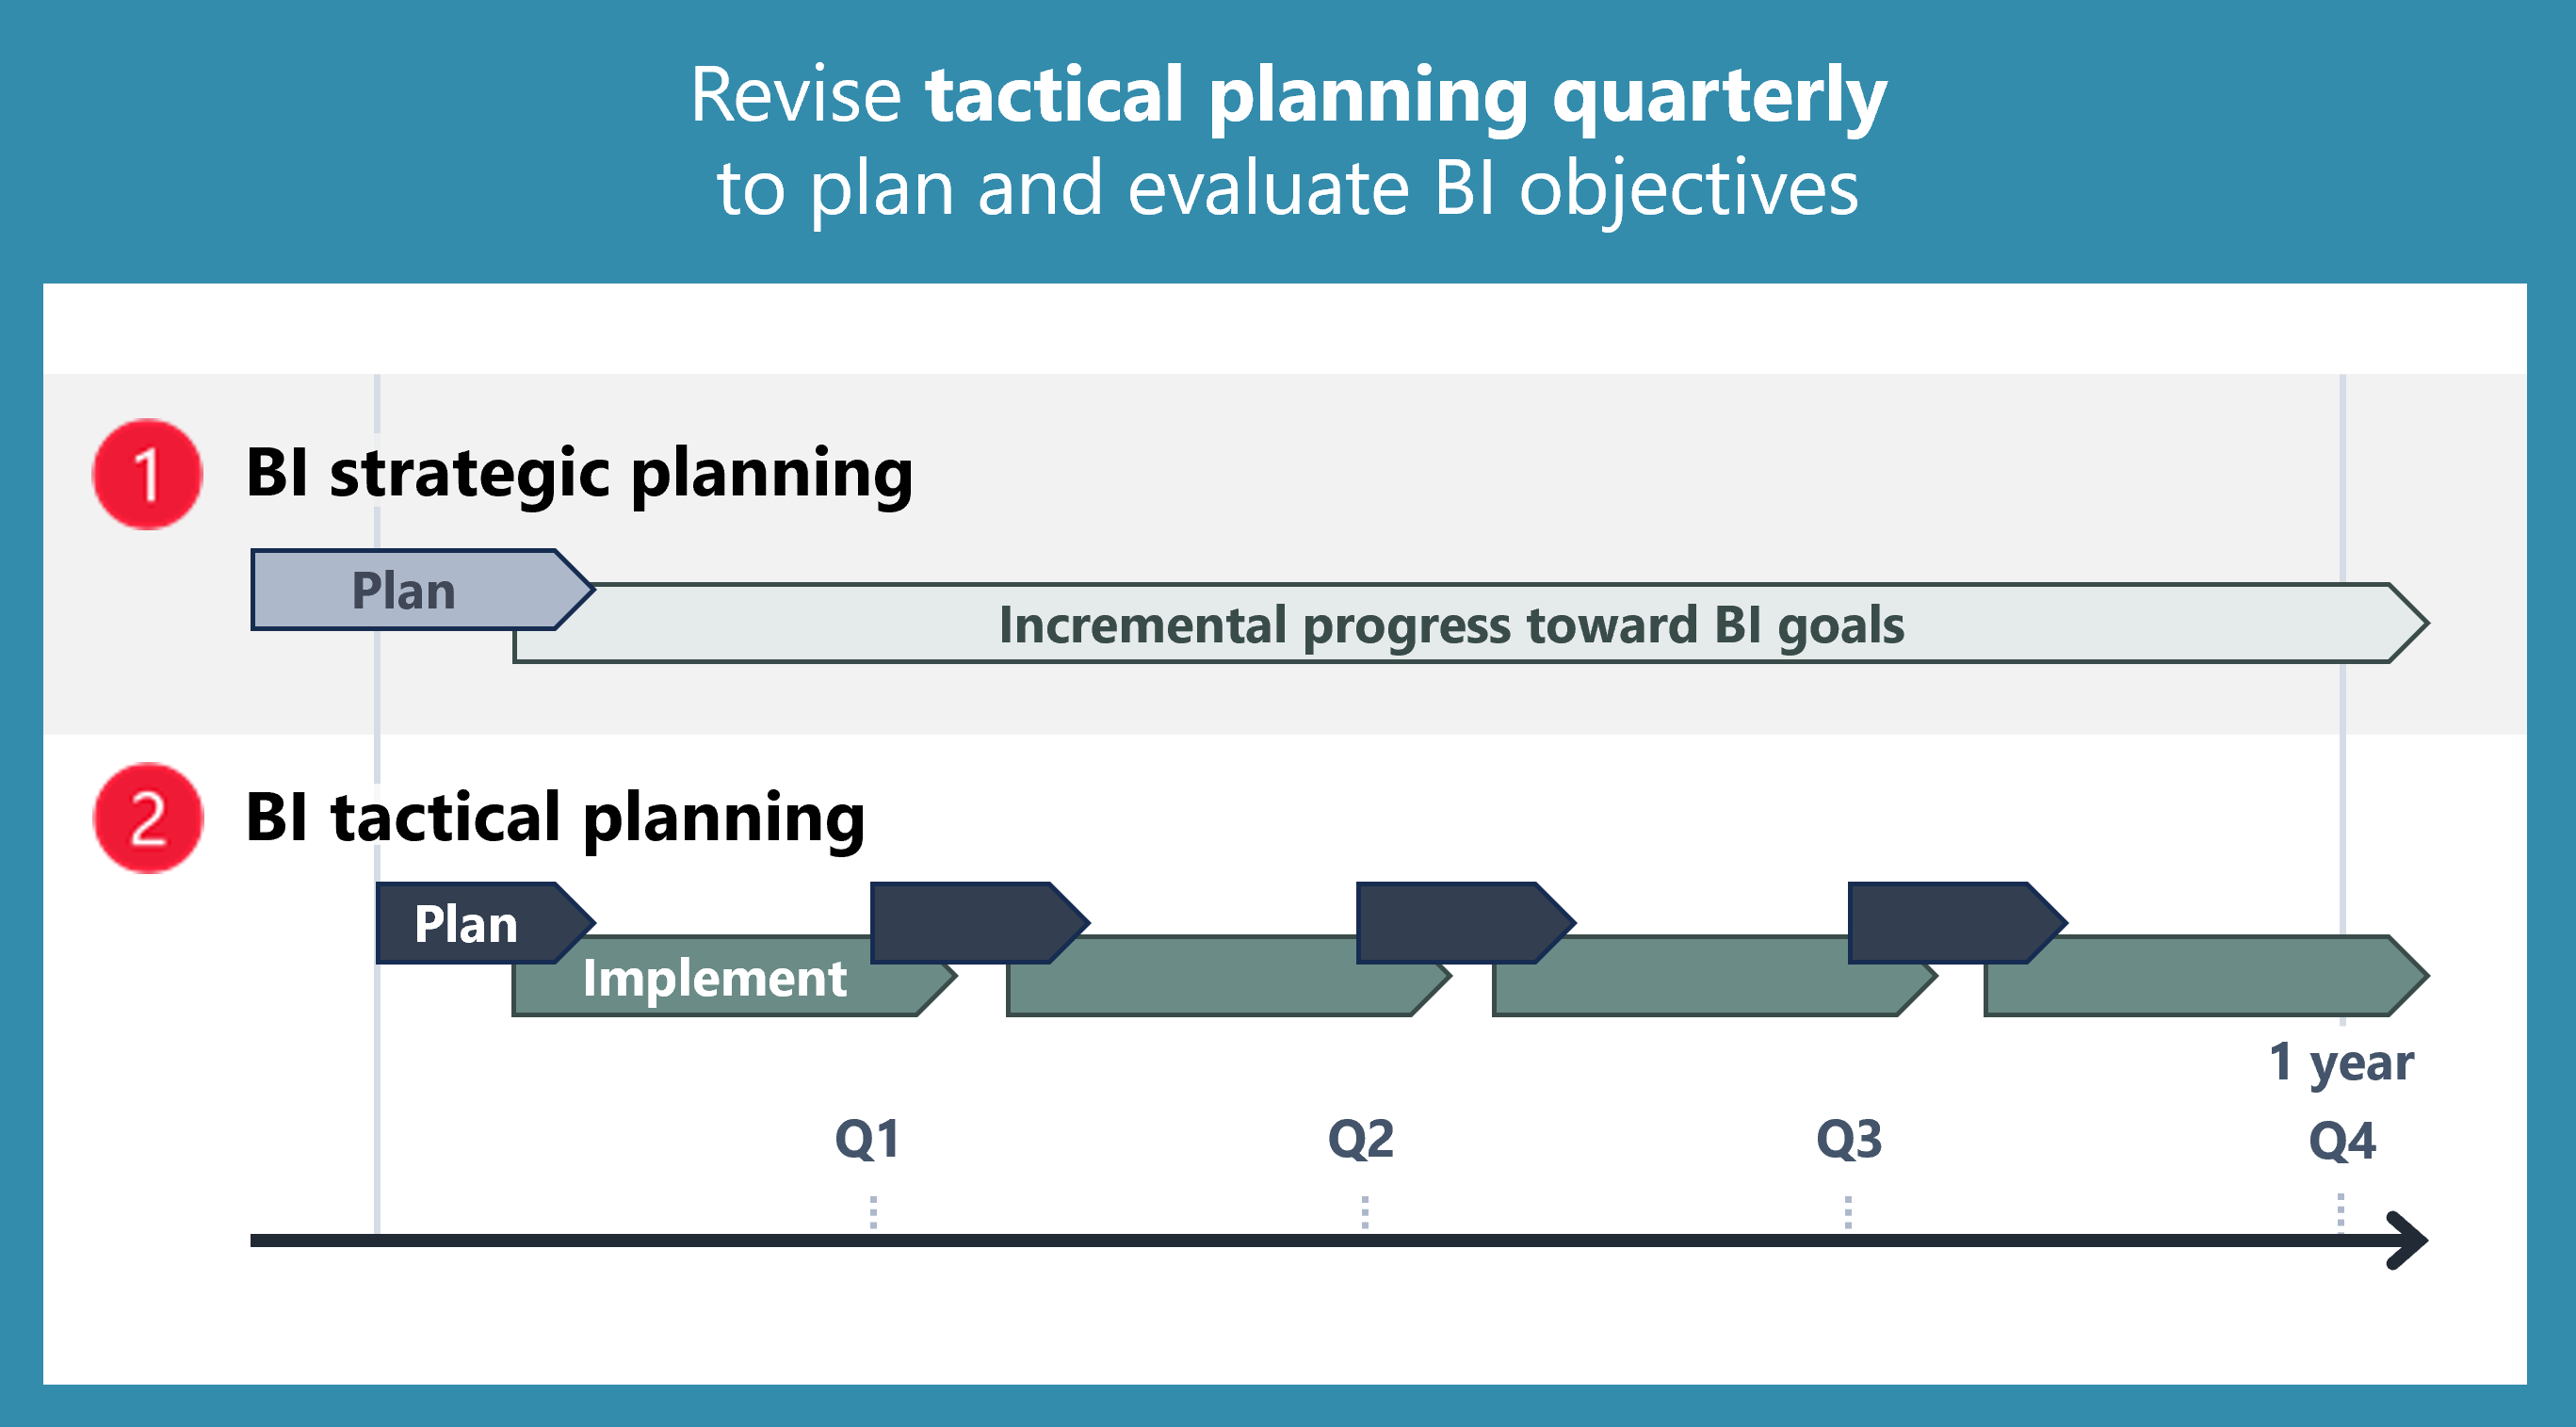 Revise tactical planning quarterly
to plan and evaluate BI objectives
1
BI strategic planning
Plan
Incremental progress toward BI goals
2
BI tactical planning
Plan
Implement
1 year
Q1
Q2
Q3
Q4